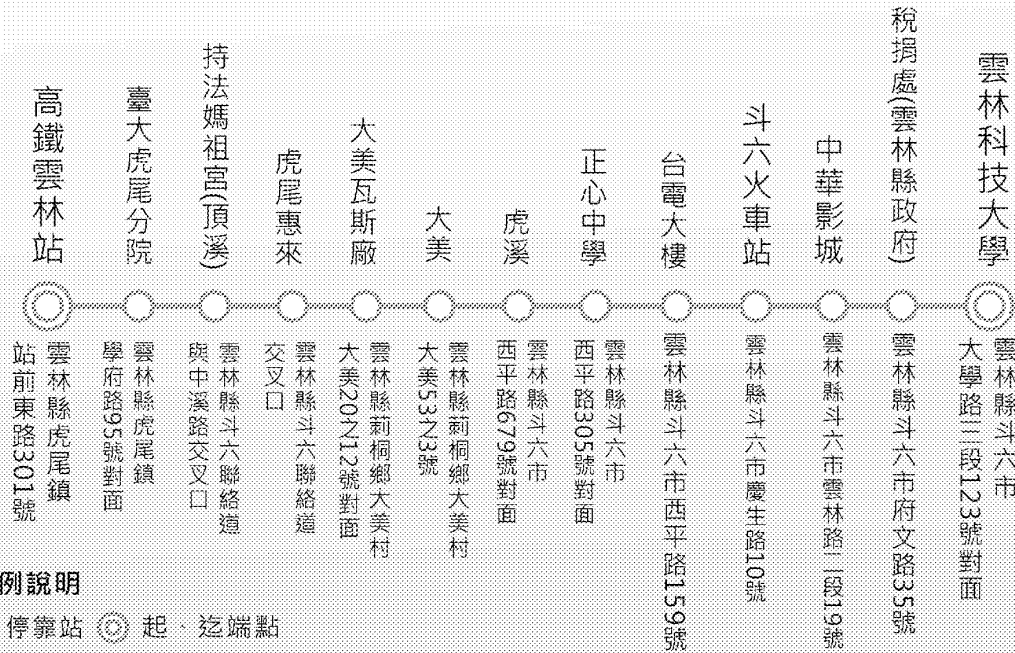 高鐵雲林站
臺大虎尾分院
持法媽祖宮(頂溪)
虎尾惠來
大美瓦斯廠
大美
虎溪
正心中學
台電大樓
斗六火車站
中華影城
稅捐處(雲林縣政府)
雲林科技大學
雲林縣虎尾鎮
站前東路301號
雲林縣虎尾鎮
學府路95號對面
雲林縣斗六聯絡道
與中溪路交叉口
雲林縣斗六聯絡道
交叉口
雲林縣莿桐鄉大美村
大美20之12號對面
雲林縣莿桐鄉大美村
大美53之3號
雲林縣斗六市
西平路679號對面
雲林縣斗六市
西平路305號對面
雲林縣斗六市西平路159號
雲林縣斗六市慶生路10號
雲林縣斗六市雲林路二段19號
雲林縣斗六市府文路35號
雲林縣斗六市
大學路三段123號對面
例說明
停靠站 起、迄端點